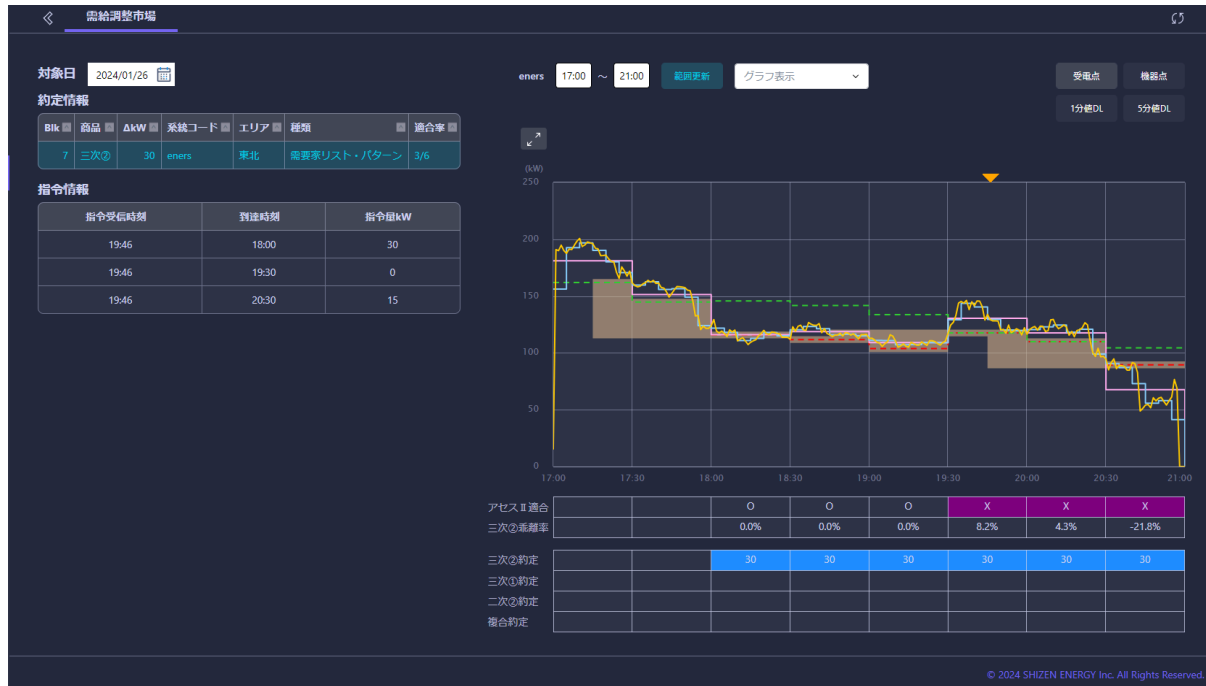 需給調整市場
対象日 2024/01/26
約定情報
Blk 商品 ΔkW 系統コード エリア 種類 適合率
7 三次② 30 eners 東北 需要家リスト・パターン 3/6
指令情報
指令受信時刻 到達時刻 指令量kW
19:46 18:00 30
19:46 19:30 0
19:46 20:30 15
eners 17:00 ～ 21:00 範囲更新 グラフ表示 受電点 機器点
1分値DL 5分値DL
(kW)
250
200
150
100
50
0
17:00 17:30 18:00 18:30 19:00 19:30 20:00 20:30 21:00
アセスⅡ適合 O O O X X X
三次②乖離率 0.0% 0.0% 0.0% 8.2% 4.3% -21.8%
三次②約定 30 30 30 30 30 30
三次①約定
二次②約定
複合約定
© 2024 SHIZEN ENERGY Inc. All Rights Reserved.